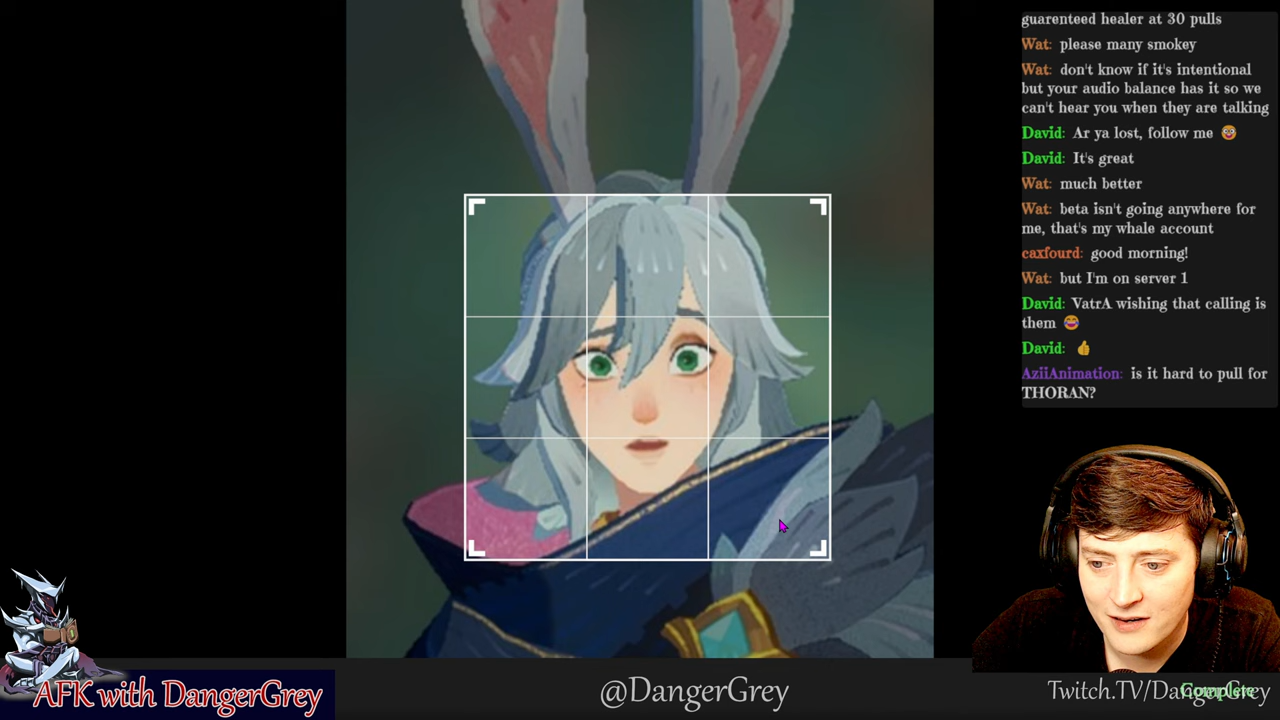 guarenteed healer at 30 pulls
Wat: please many smokey
Wat: don't know if it's intentional
but your audio balance has it so we
can't hear you when they are talking
David: Ar ya lost, follow me 🤡
David: It's great
Wat: much better
Wat: beta isn't going anywhere for
me, that's my whale account
caxfourd: good morning!
Wat: but I'm on server 1
David: VatrA wishing that calling is
them 😂
David: 👍
AziiAnimation: is it hard to pull for
THORAN?
AFK with DangerGrey
@DangerGrey
Twitch.TV/DangerGrey
Complete